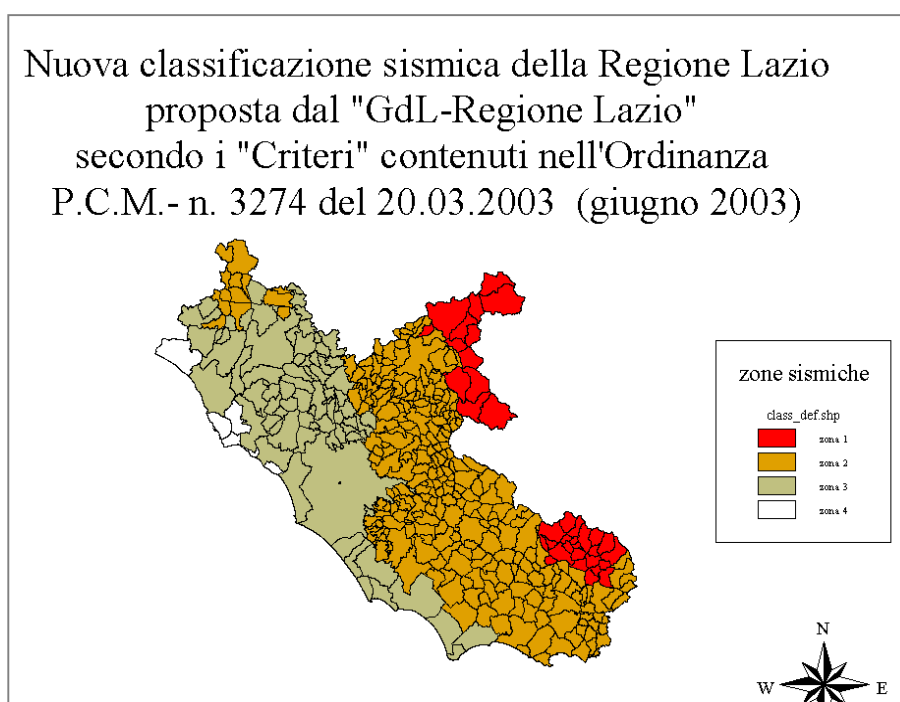 Nuova classificazione sismica della Regione Lazio
proposta dal "GdL-Regione Lazio"
secondo i "Criteri" contenuti nell'Ordinanza
P.C.M.- n. 3274 del 20.03.2003 (giugno 2003)
zone sismiche
class_def.shp
zona 1
zona 2
zona 3
zona 4
N
W E